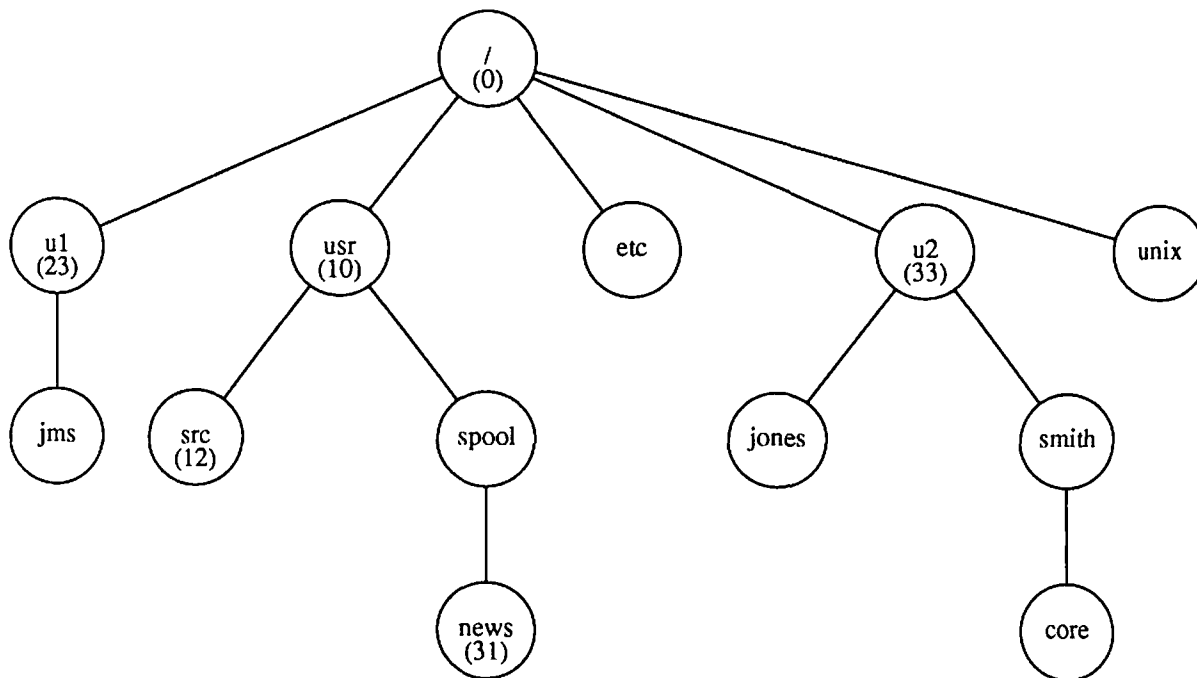 /
(0)
u1
(23)
usr
(10)
etc
u2
(33)
unix
jms
src
(12)
spool
jones
smith
news
(31)
core